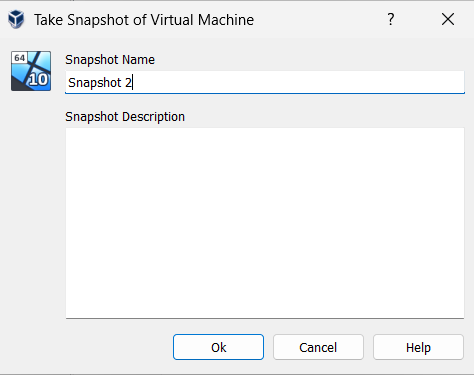 Take Snapshot of Virtual Machine ?
64
10
Snapshot Name
Snapshot 2
Snapshot Description
Ok Cancel Help